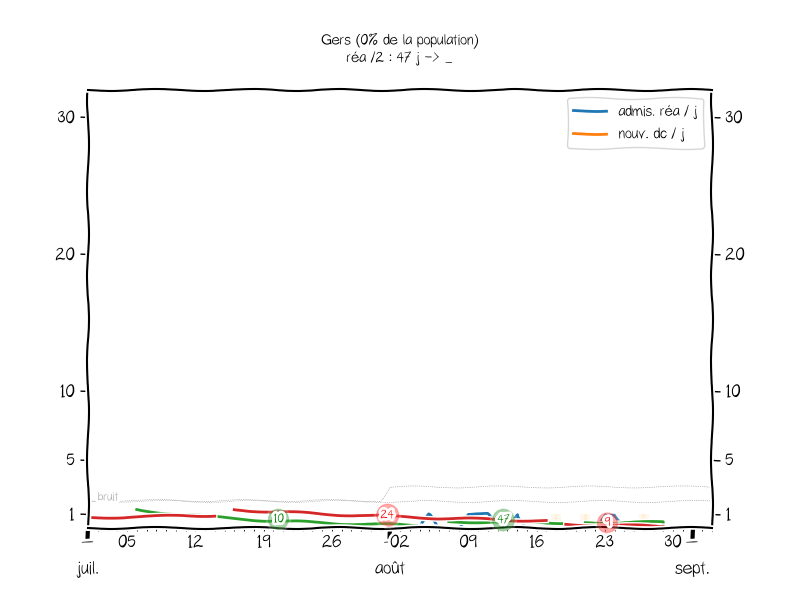 Gers (0% de la population)
réa /2 : 47 j -> _
admis. réa / j
nouv. dc / j
30
30
20
20
10
10
5
5
bruit
1
1
10
24
47
9
05
12
19
26
02
09
16
23
30
juil.
août
sept.